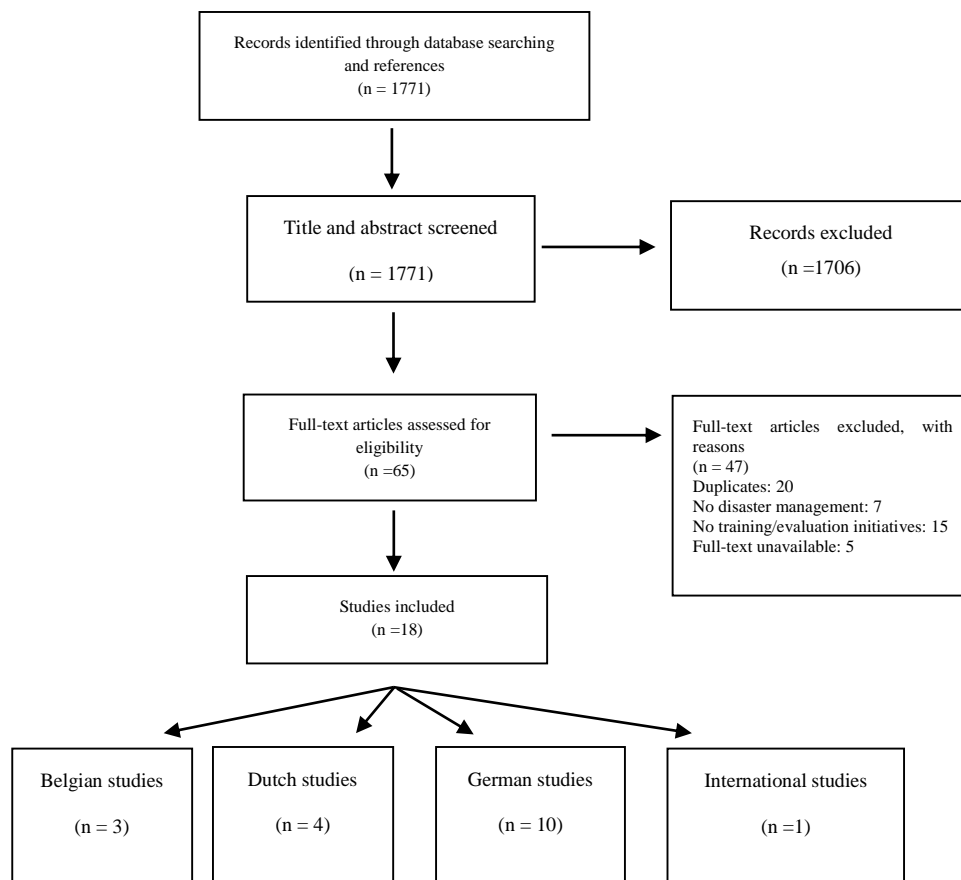 Records identified through database searching
and references
(n = 1771)
Title and abstract screened
(n = 1771)
Records excluded
(n =1706)
Full-text articles assessed for
eligibility
(n =65)
Full-text articles excluded, with
reasons
(n = 47)
Duplicates: 20
No disaster management: 7
No training/evaluation initiatives: 15
Full-text unavailable: 5
Studies included
(n =18)
Belgian studies
(n = 3)
Dutch studies
(n = 4)
German studies
(n = 10)
International studies
(n =1)